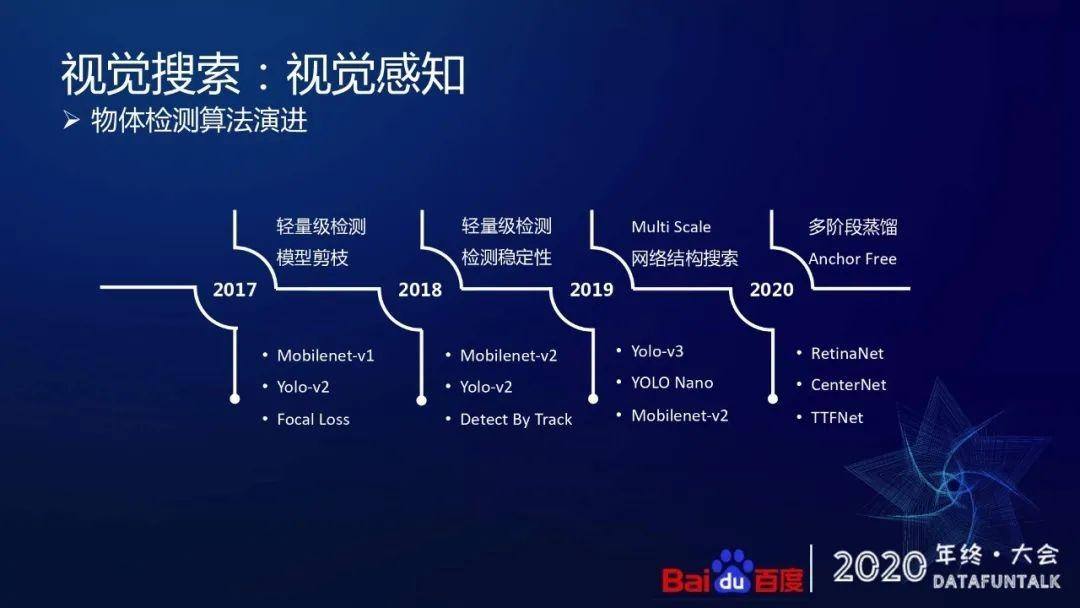 视觉搜索：视觉感知
➢ 物体检测算法演进
轻量级检测
模型剪枝
2017
• Mobilenet-v1
• Yolo-v2
• Focal Loss
轻量级检测
检测稳定性
2018
• Mobilenet-v2
• Yolo-v2
• Detect By Track
Multi Scale
网络结构搜索
2019
• Yolo-v3
• YOLO Nano
• Mobilenet-v2
多阶段蒸馏
Anchor Free
2020
• RetinaNet
• CenterNet
• TTFNet
Baidu百度
2020 年终·大会
DATAFUNTALK